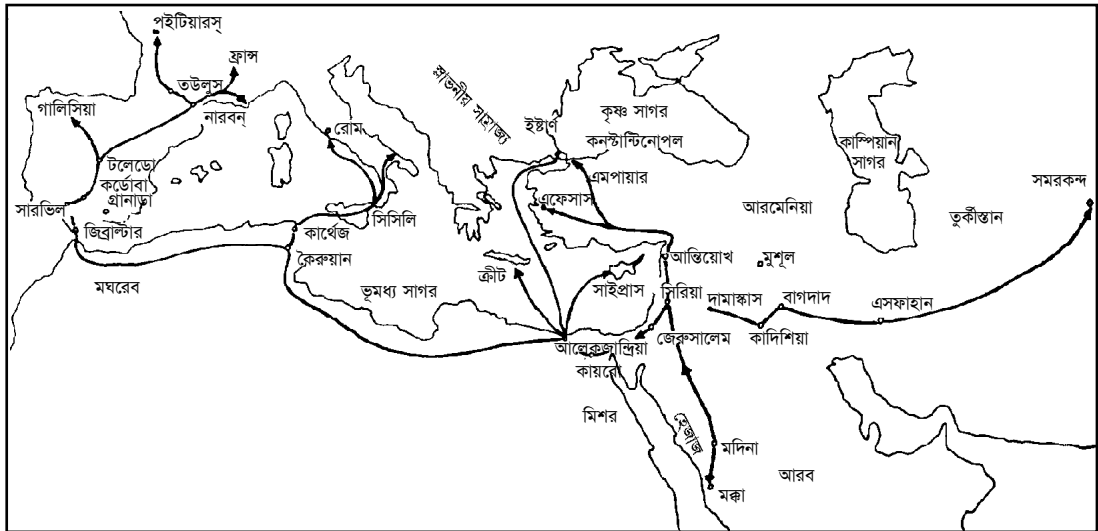 পইটিয়ারস্
ফ্রান্স
তউলুস
গালিসিয়া
নারবন্
রোম
স্লাভনীয় সাম্রাজ্য
ইষ্টার্ণ
কৃষ্ণ সাগর
কনস্টান্টিনোপল
এমপায়ার
কাস্পিয়ান
সাগর
টলেডো
কর্ডোবা
গ্রানাড়া
সারভিল
জিব্রাল্টার
মঘরেব
সিসিলি
কার্থেজ
কৈরুয়ান
এফেসাস
আরমেনিয়া
সমরকন্দ
তুর্কীস্তান
আন্তিয়োখ
মুশূল
ক্রীট
ভূমধ্য সাগর
সাইপ্রাস
সিরিয়া
দামাস্কাস
বাগদাদ
এসফাহান
আলেকজান্দ্রিয়া
জেরুসালেম
কাদিশিয়া
কায়রো
মিশর
হেজাজ
মদিনা
আরব
মক্কা